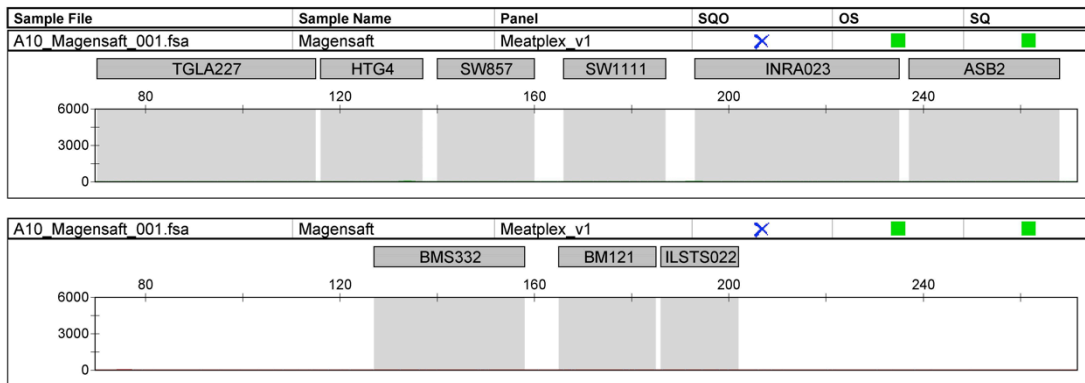 Sample File Sample Name Panel SQO OS SQ
A10_Magensaft_001.fsa Magensaft Meatplex_v1
TGLA227 HTG4 SW857 SW1111 INRA023 ASB2
80 120 160 200 240
6000
3000
0
A10_Magensaft_001.fsa Magensaft Meatplex_v1
BMS332 BM121 ILSTS022
80 120 160 200 240
6000
3000
0